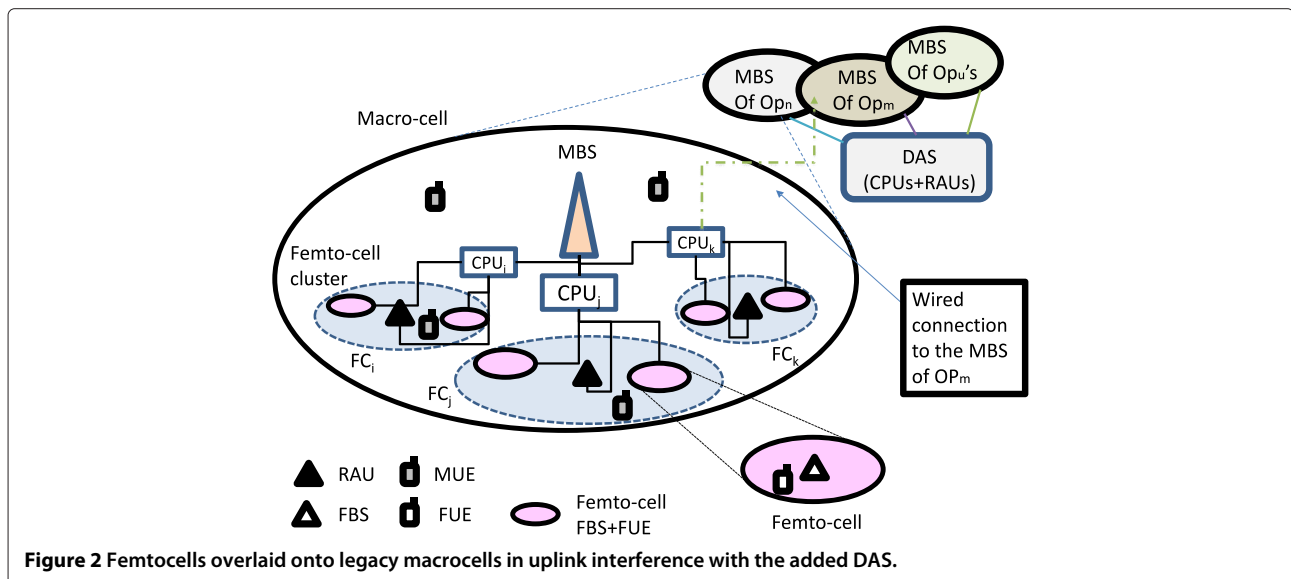 MBS
Of Opn
MBS
Of Opm
MBS
Of Opu's
DAS
(CPUs+RAUs)
Macro-cell
MBS
Femto-cell
cluster
CPUi
CPUj
CPUk
FCi
FCj
FCk
Wired
connection
to the MBS
of OPm
RAU
MUE
FBS
FUE
Femto-cell
FBS+FUE
Femto-cell
Figure 2 Femtocells overlaid onto legacy macrocells in uplink interference with the added DAS.